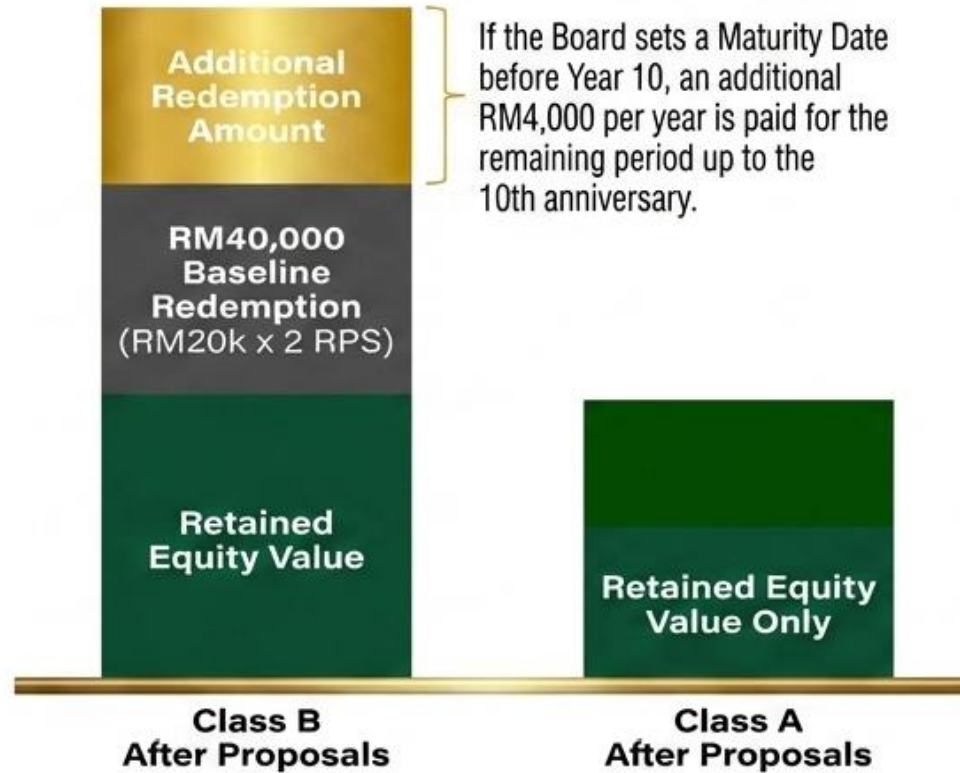 Additional
Redemption
Amount
If the Board sets a Maturity Date
before Year 10, an additional
RM4,000 per year is paid for the
remaining period up to the
10th anniversary.
RM40,000
Baseline
Redemption
(RM20k x 2 RPS)
Retained
Equity Value
Retained Equity
Value Only
Class B
After Proposals
Class A
After Proposals